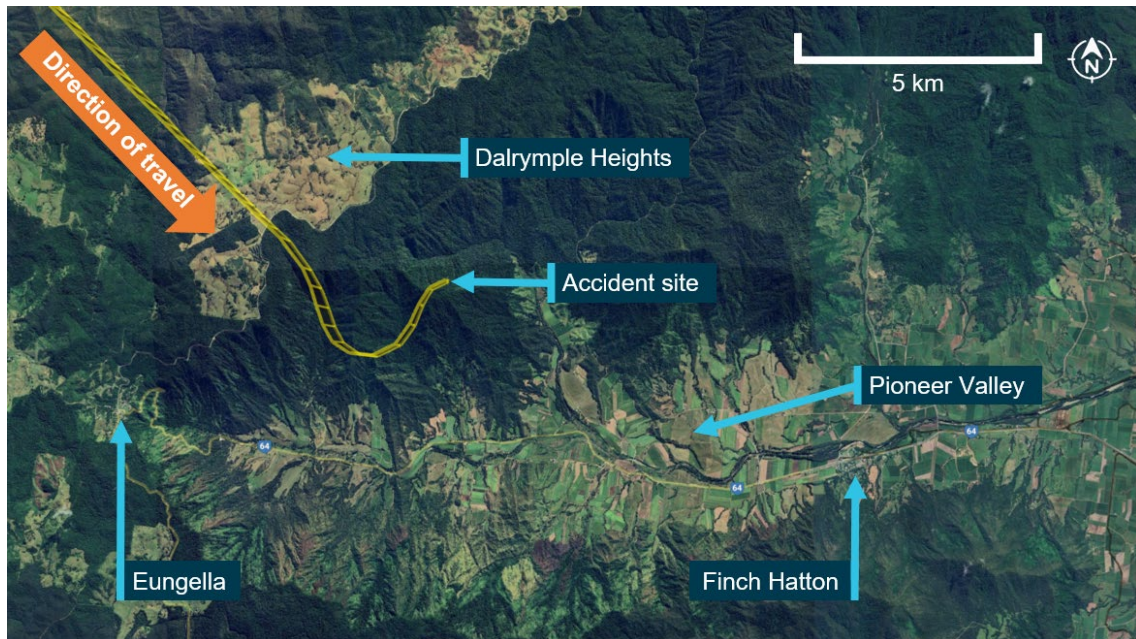 Direction of travel
5 km
N
Dalrymple Heights
Accident site
Pioneer Valley
64
64
64
Eungella
Finch Hatton